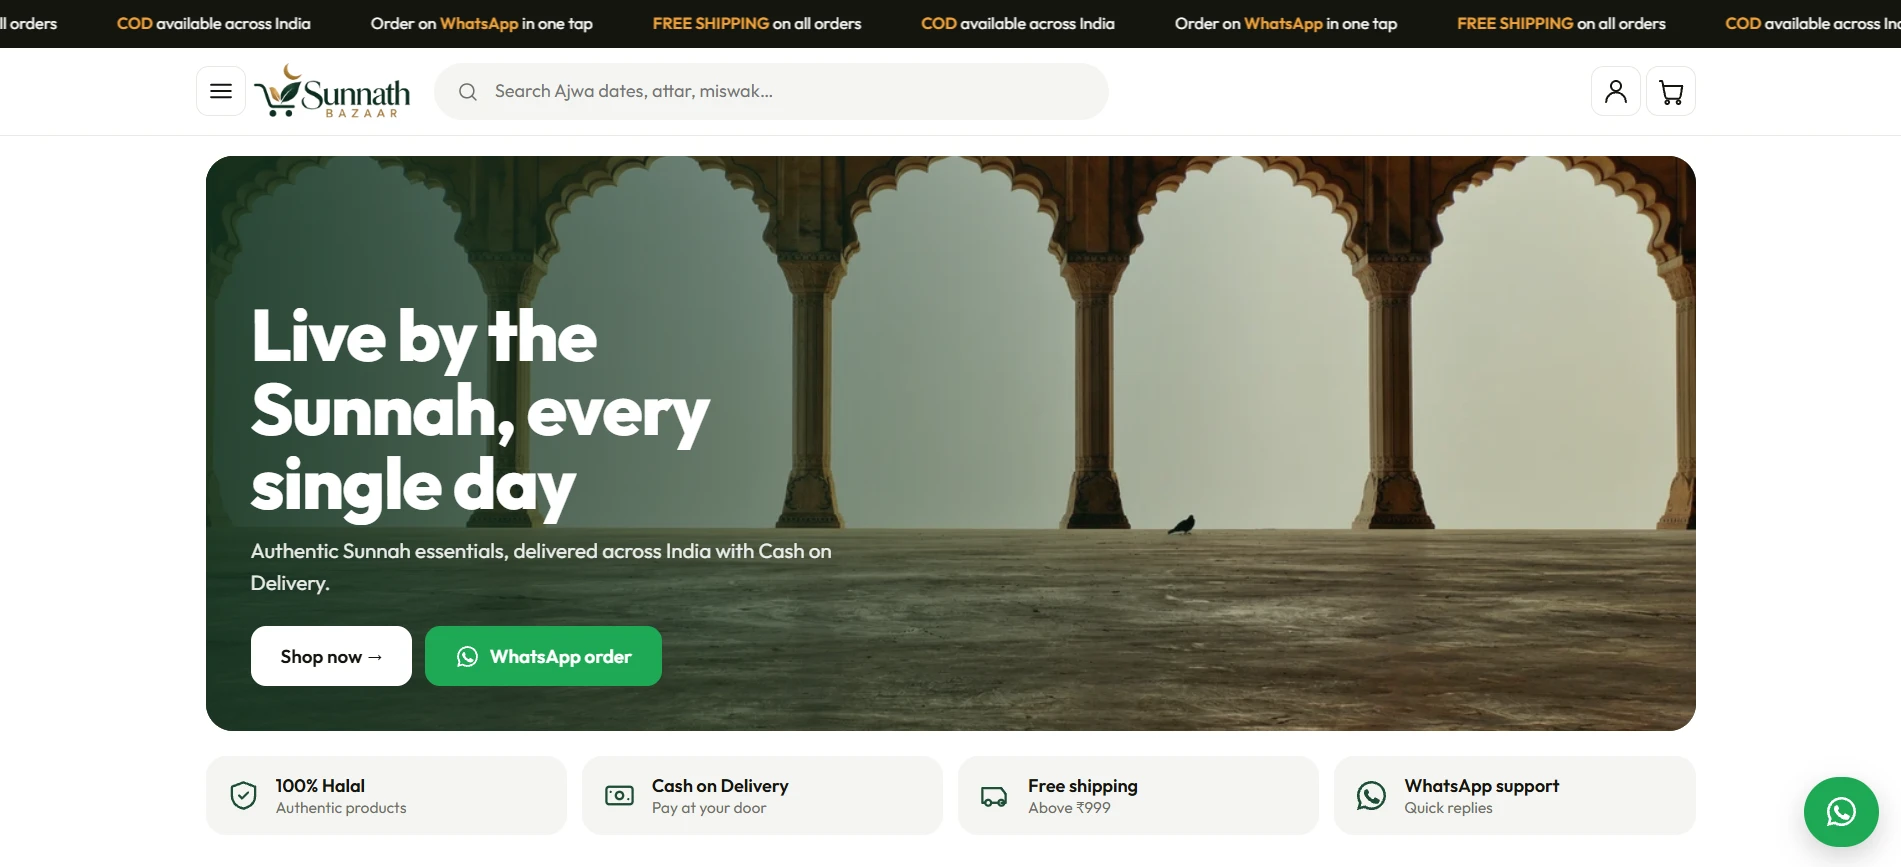 ll orders COD available across India Order on WhatsApp in one tap FREE SHIPPING on all orders COD available across India Order on WhatsApp in one tap FREE SHIPPING on all orders COD available across
Sunnath
BAZAAR
Search Ajwa dates, attar, miswak...
Live by the
Sunnah, every
single day
Authentic Sunnah essentials, delivered across India with Cash on
Delivery.
Shop now →
WhatsApp order
100% Halal
Authentic products
Cash on Delivery
Pay at your door
Free shipping
Above ₹999
WhatsApp support
Quick replies